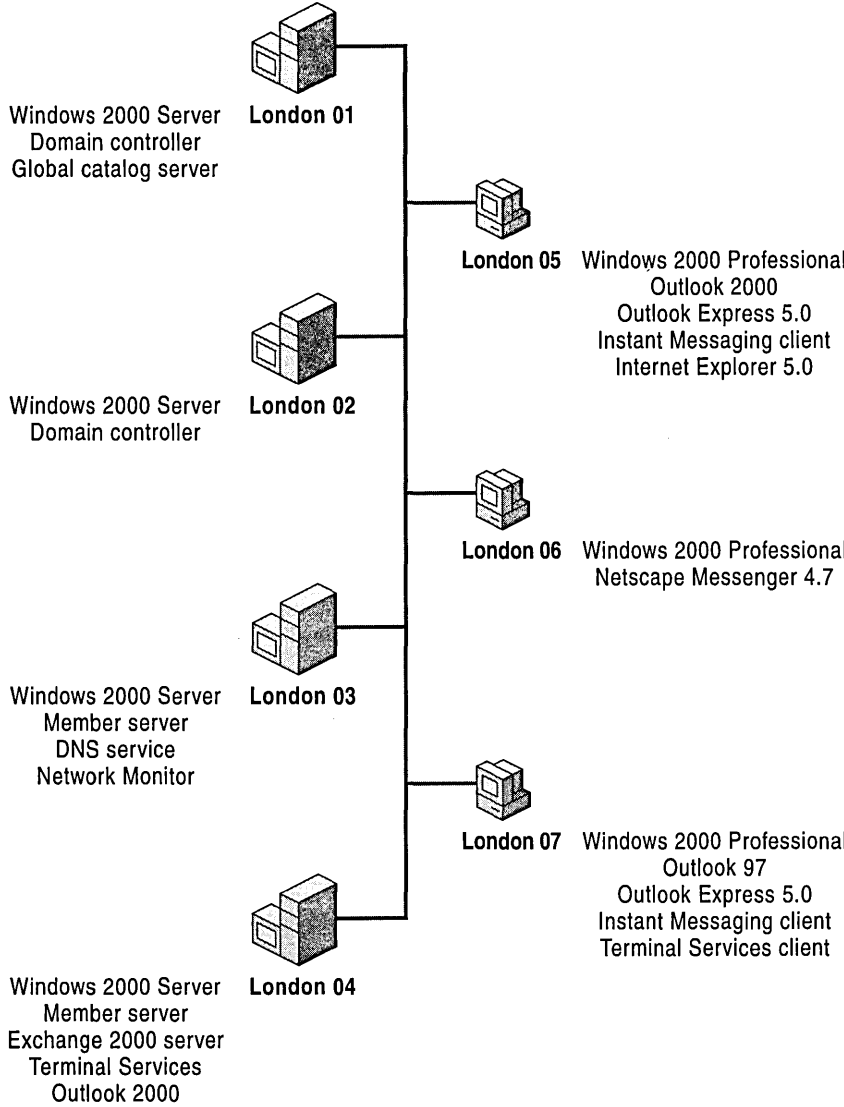 London 01
Windows 2000 Server
Domain controller
Global catalog server
London 05
Windows 2000 Professional
Outlook 2000
Outlook Express 5.0
Instant Messaging client
Internet Explorer 5.0
London 02
Windows 2000 Server
Domain controller
London 06
Windows 2000 Professional
Netscape Messenger 4.7
London 03
Windows 2000 Server
Member server
DNS service
Network Monitor
London 07
Windows 2000 Professional
Outlook 97
Outlook Express 5.0
Instant Messaging client
Terminal Services client
London 04
Windows 2000 Server
Member server
Exchange 2000 server
Terminal Services
Outlook 2000